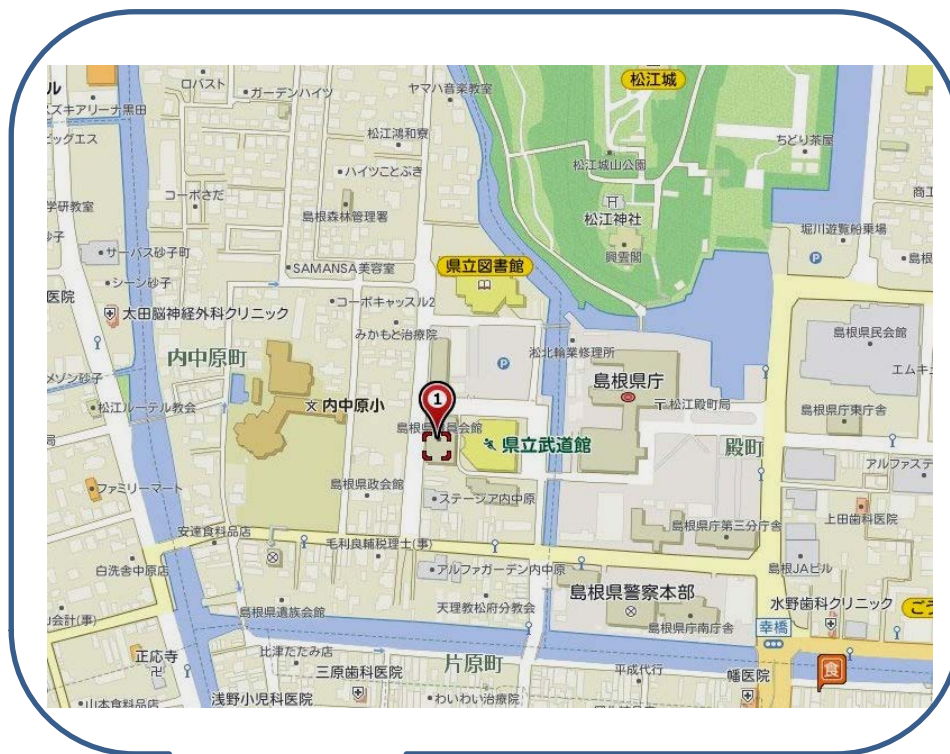 ロバスト
ガーデンハイツ
ヤマハ音楽教室
松江城
ズキアリーナ黒田
ビッグエス
松江鴻和寮
ちどり茶屋
ハイツことぶき
松江城山公園
コーポさだ
学研教室
島根森林管理署
松江神社
堀川遊覧船乗場
興雲閣
サーパス砂子町
SAMANSA美容室
県立図書館
P
シーン砂子
コーポキャッスル2
医院
太田脳神経外科クリニック
みかもと治療院
島根県民会館
内中原町
P
淞北輪業修理所
メゾン砂子
島根県庁
松江ルーテル教会
内中原小
1
松江殿町局
島根県庁東庁舎
県立武道館
殿町
アルファステ
ファミリーマート
島根県政会館
ステージア内中原
上田歯科医院
安達食料品店
毛利良輔税理士(事)
島根県庁第三分庁舎
白洗舎中原店
アルファガーデン内中原
島根JAビル
島根県警察本部
島根県遺族会館
天理教松府分教会
水野歯科クリニック
山会計(事)
島根県庁南庁舎
幸橋
正応寺
比津たたみ店
片原町
三原歯科医院
平成代行
幡医院
食
山本食料品店
浅野小児科医院
わいわい治療院